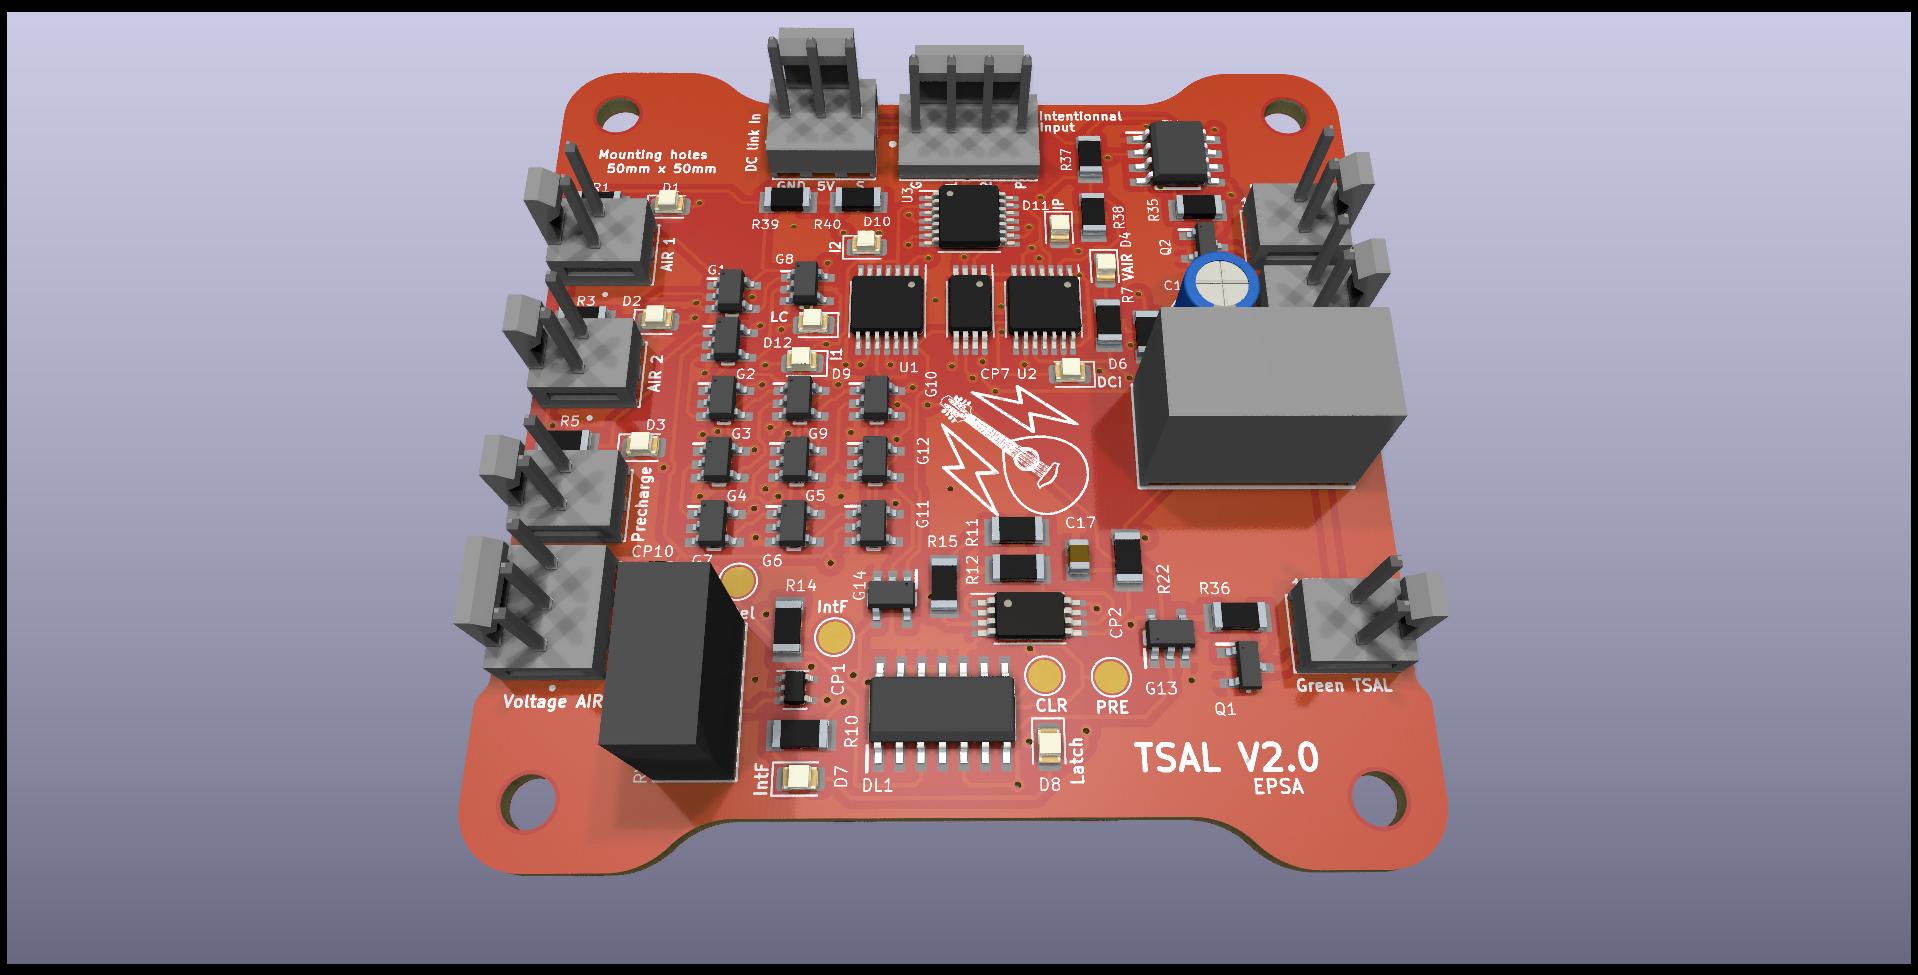 DC link In
Intentionnal
input
Mounting holes
50mm x 50mm
R37
R1
D1
GND 5V S
U3
D11
IP
R38
R35
R39
R40
D10
I2
Q2
D4
VAIR
AIR 1
G1
G8
R7
C1
R3
D2
LC
D12
I1
D9
U1
CP7
U2
D6
DCi
AIR 2
G2
G10
R5
D3
G3
G9
G12
Precharge
G4
G5
G11
R11
C17
R15
CP10
G7
G6
R12
R14
IntF
G14
R22
R36
CP2
CP1
G13
Green TSAL
Voltage AIR
CLR
PRE
Q1
R10
Latch
TSAL V2.0
EPSA
IntF
D7
DL1
D8